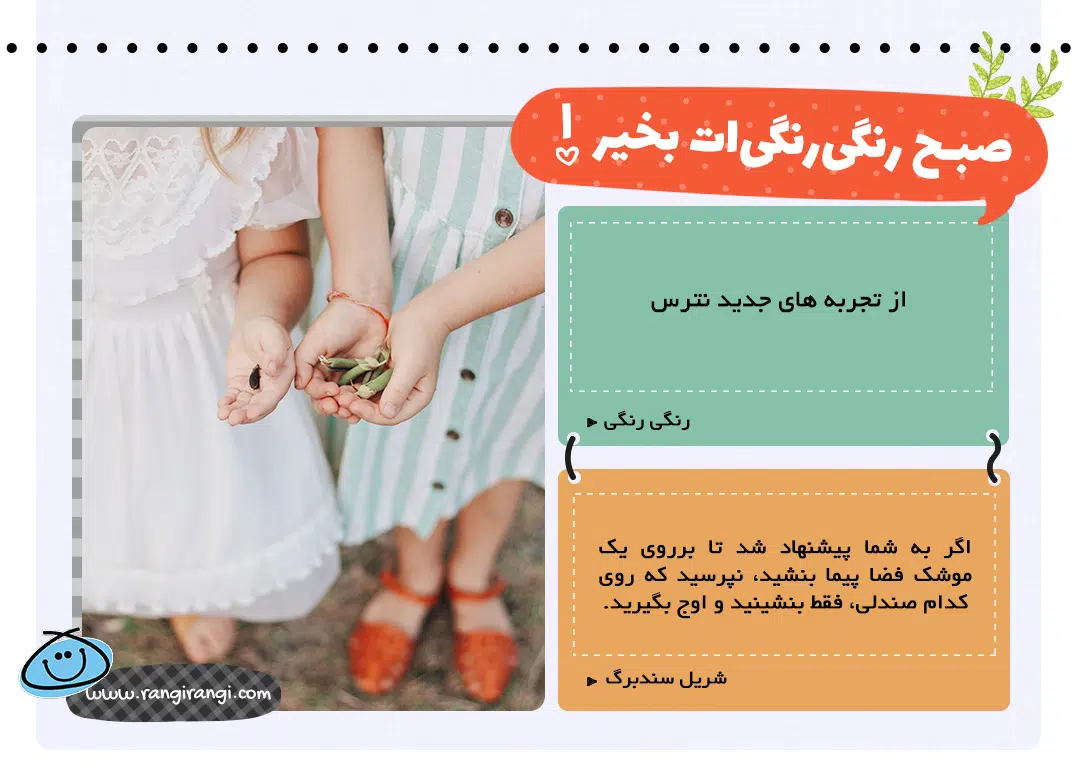 صبح رنگی‌رنگی‌ات بخیر !
از تجربه های جدید نترس
رنگی رنگی
اگر به شما پیشنهاد شد تا برروی یک
موشک فضا پیما بنشید، نپرسید که روی
کدام صندلی، فقط بنشینید و اوج بگیرید.
شریل سندبرگ
www.rangirangi.com